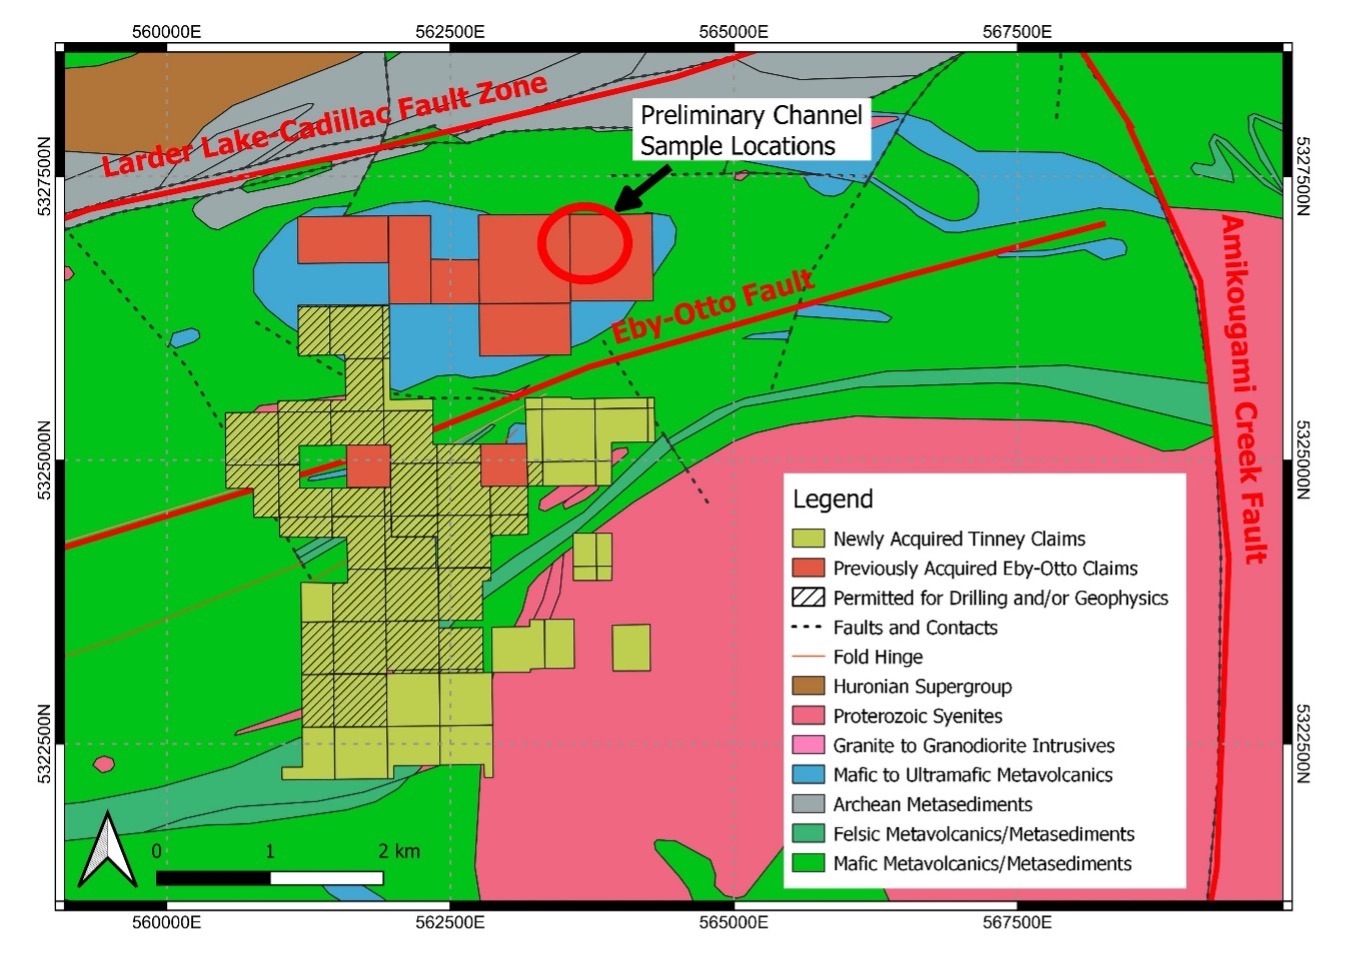 560000E 562500E 565000E 567500E
Larder Lake-Cadillac Fault Zone
Preliminary Channel
Sample Locations
5327500N
5327500N
Amikougami Creek Fault
Eby-Otto Fault
5325000N
5325000N
Legend
Newly Acquired Tinney Claims
Previously Acquired Eby-Otto Claims
Permitted for Drilling and/or Geophysics
Faults and Contacts
Fold Hinge
Huronian Supergroup
Proterozoic Syenites
Granite to Granodiorite Intrusives
Mafic to Ultramafic Metavolcanics
Archean Metasediments
Felsic Metavolcanics/Metasediments
Mafic Metavolcanics/Metasediments
5322500N
5322500N
0 1 2 km
560000E 562500E 565000E 567500E